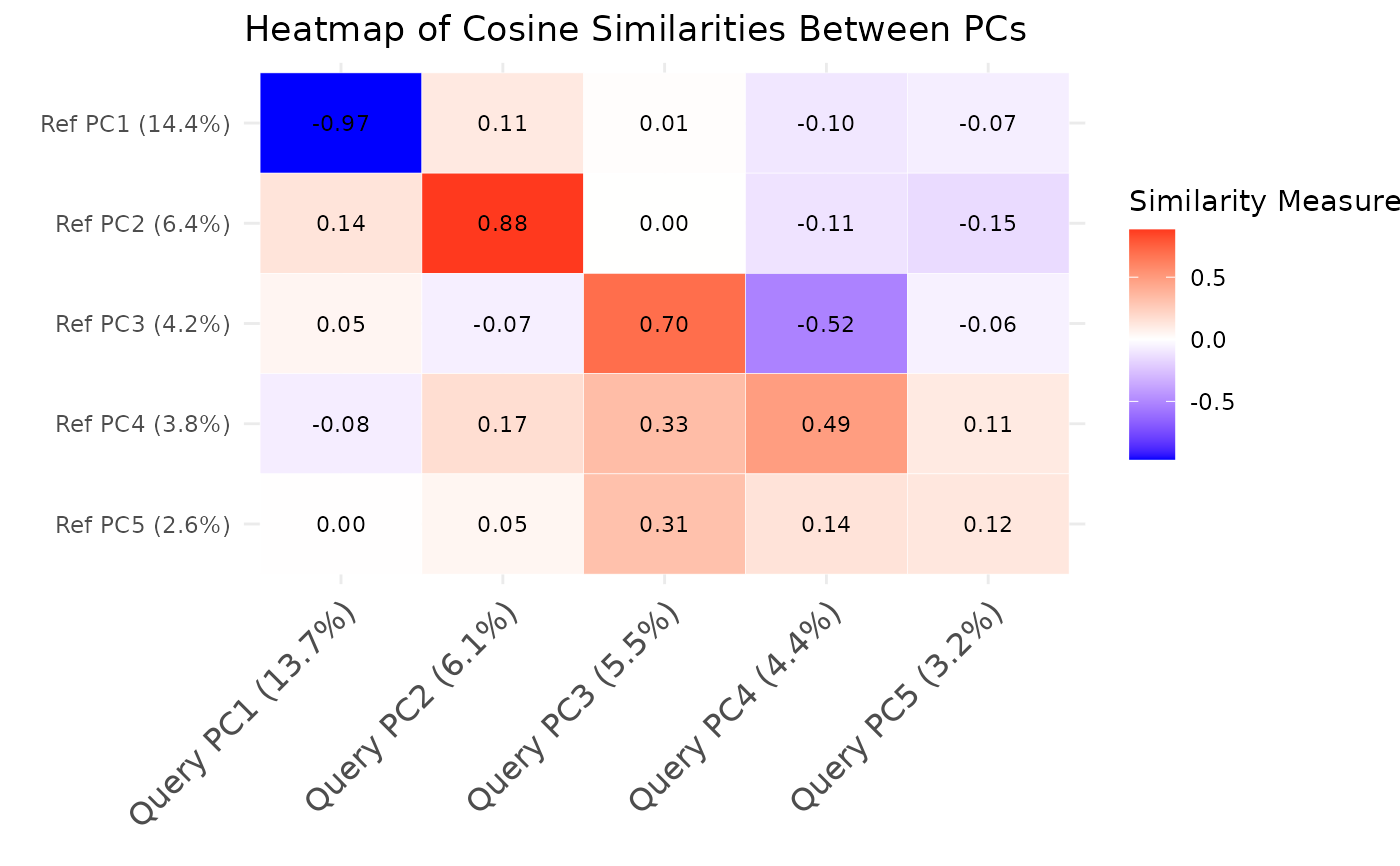 Heatmap of Cosine Similarities Between PCs
Ref PC1 (14.4%) -0.97 0.11 0.01 -0.10 -0.07
Ref PC2 (6.4%) 0.14 0.88 0.00 -0.11 -0.15
Ref PC3 (4.2%) 0.05 -0.07 0.70 -0.52 -0.06
Ref PC4 (3.8%) -0.08 0.17 0.33 0.49 0.11
Ref PC5 (2.6%) 0.00 0.05 0.31 0.14 0.12
Query PC1 (13.7%)
Query PC2 (6.1%)
Query PC3 (5.5%)
Query PC4 (4.4%)
Query PC5 (3.2%)
Similarity Measure
0.5
0.0
-0.5